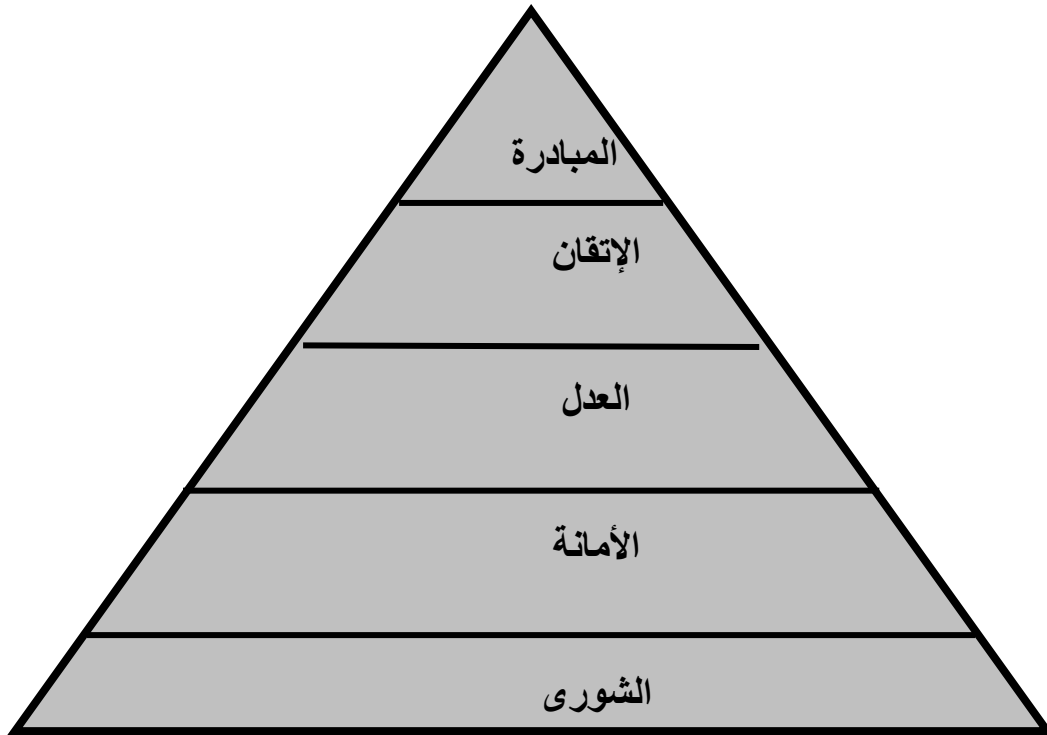 المبادرة
الإتقان
العدل
الأمانة
الشورى